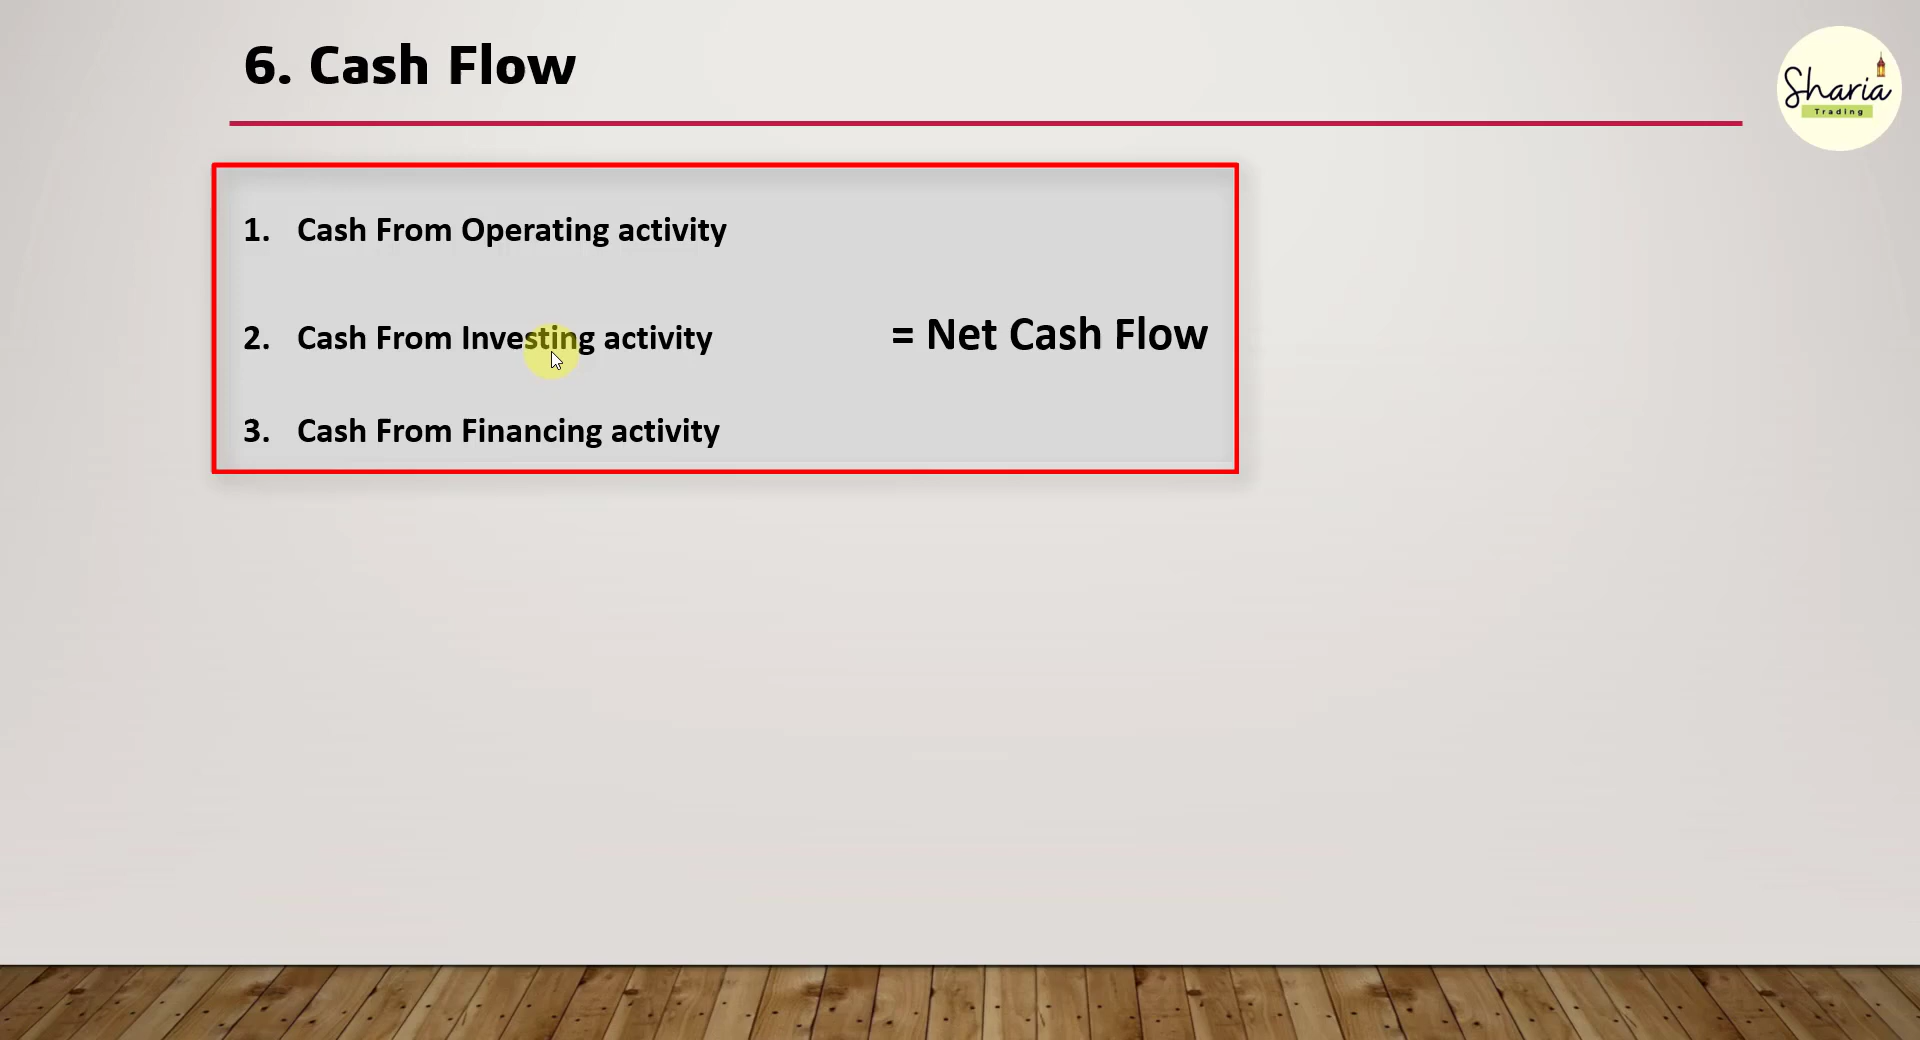 6. Cash Flow
Sharia
Trading
1. Cash From Operating activity
2. Cash From Investing activity
= Net Cash Flow
3. Cash From Financing activity